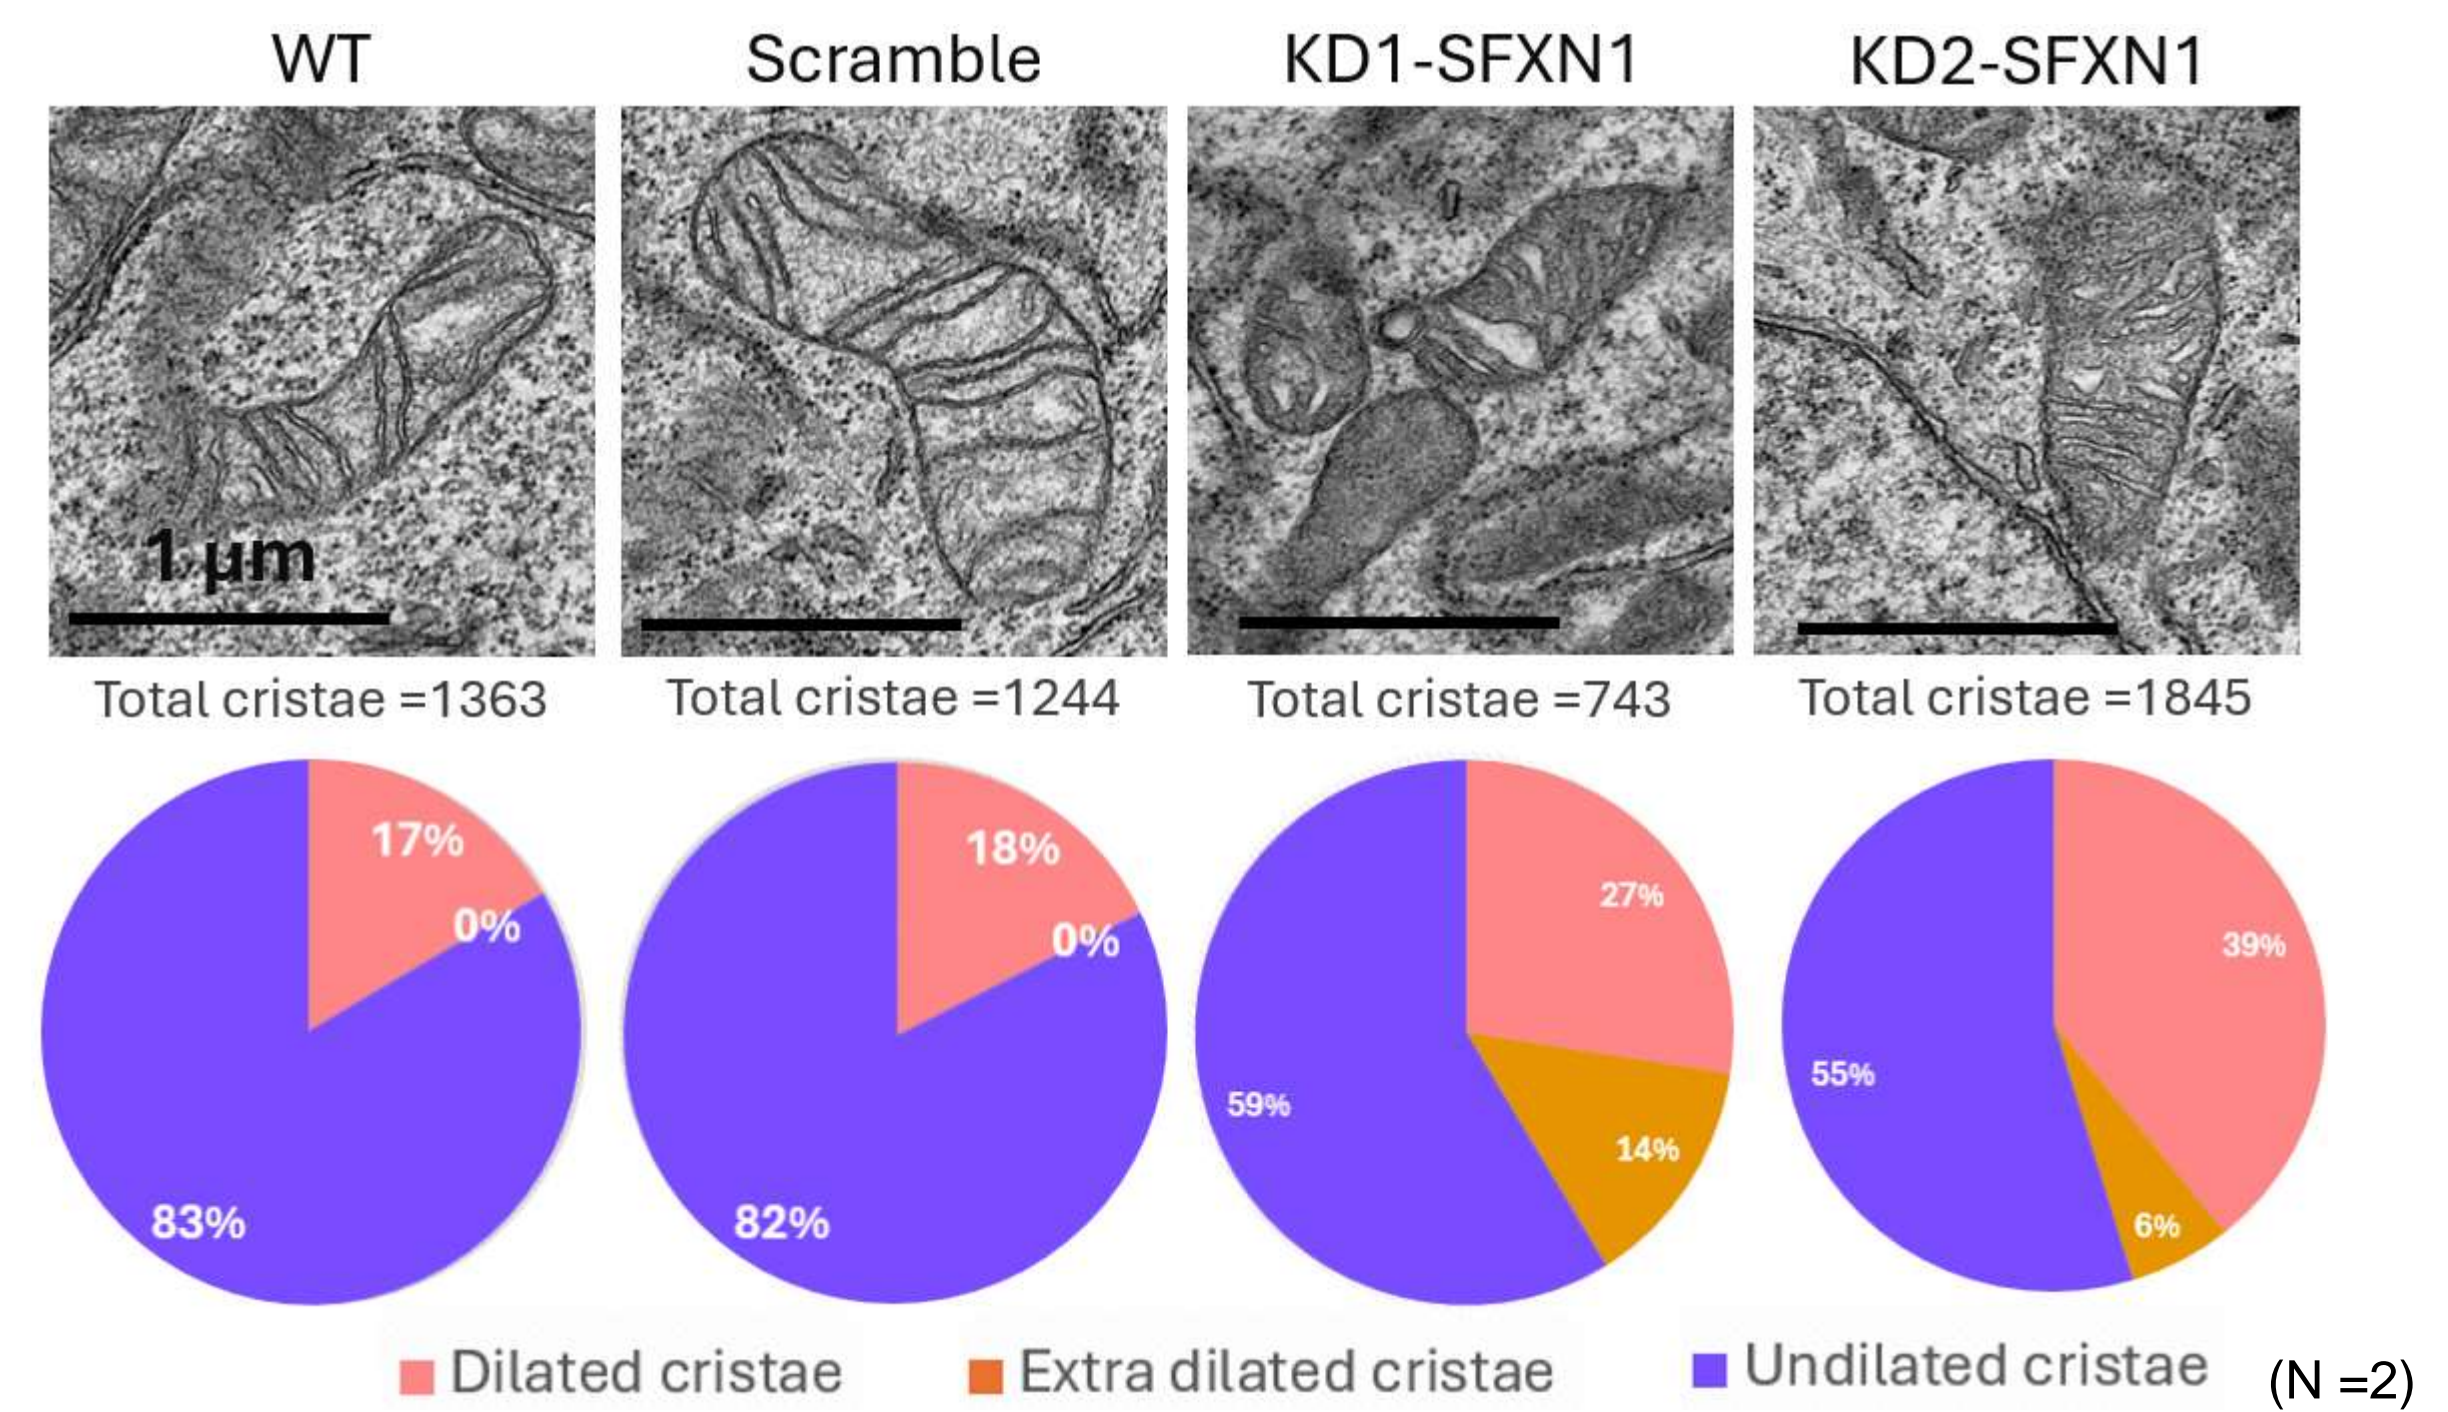 WT Scramble KD1-SFXN1 KD2-SFXN1
1 µm
Total cristae =1363 Total cristae =1244 Total cristae =743 Total cristae =1845
17% 0% 83%
18% 0% 82%
27% 14% 59%
39% 6% 55%
Dilated cristae Extra dilated cristae Undilated cristae (N =2)